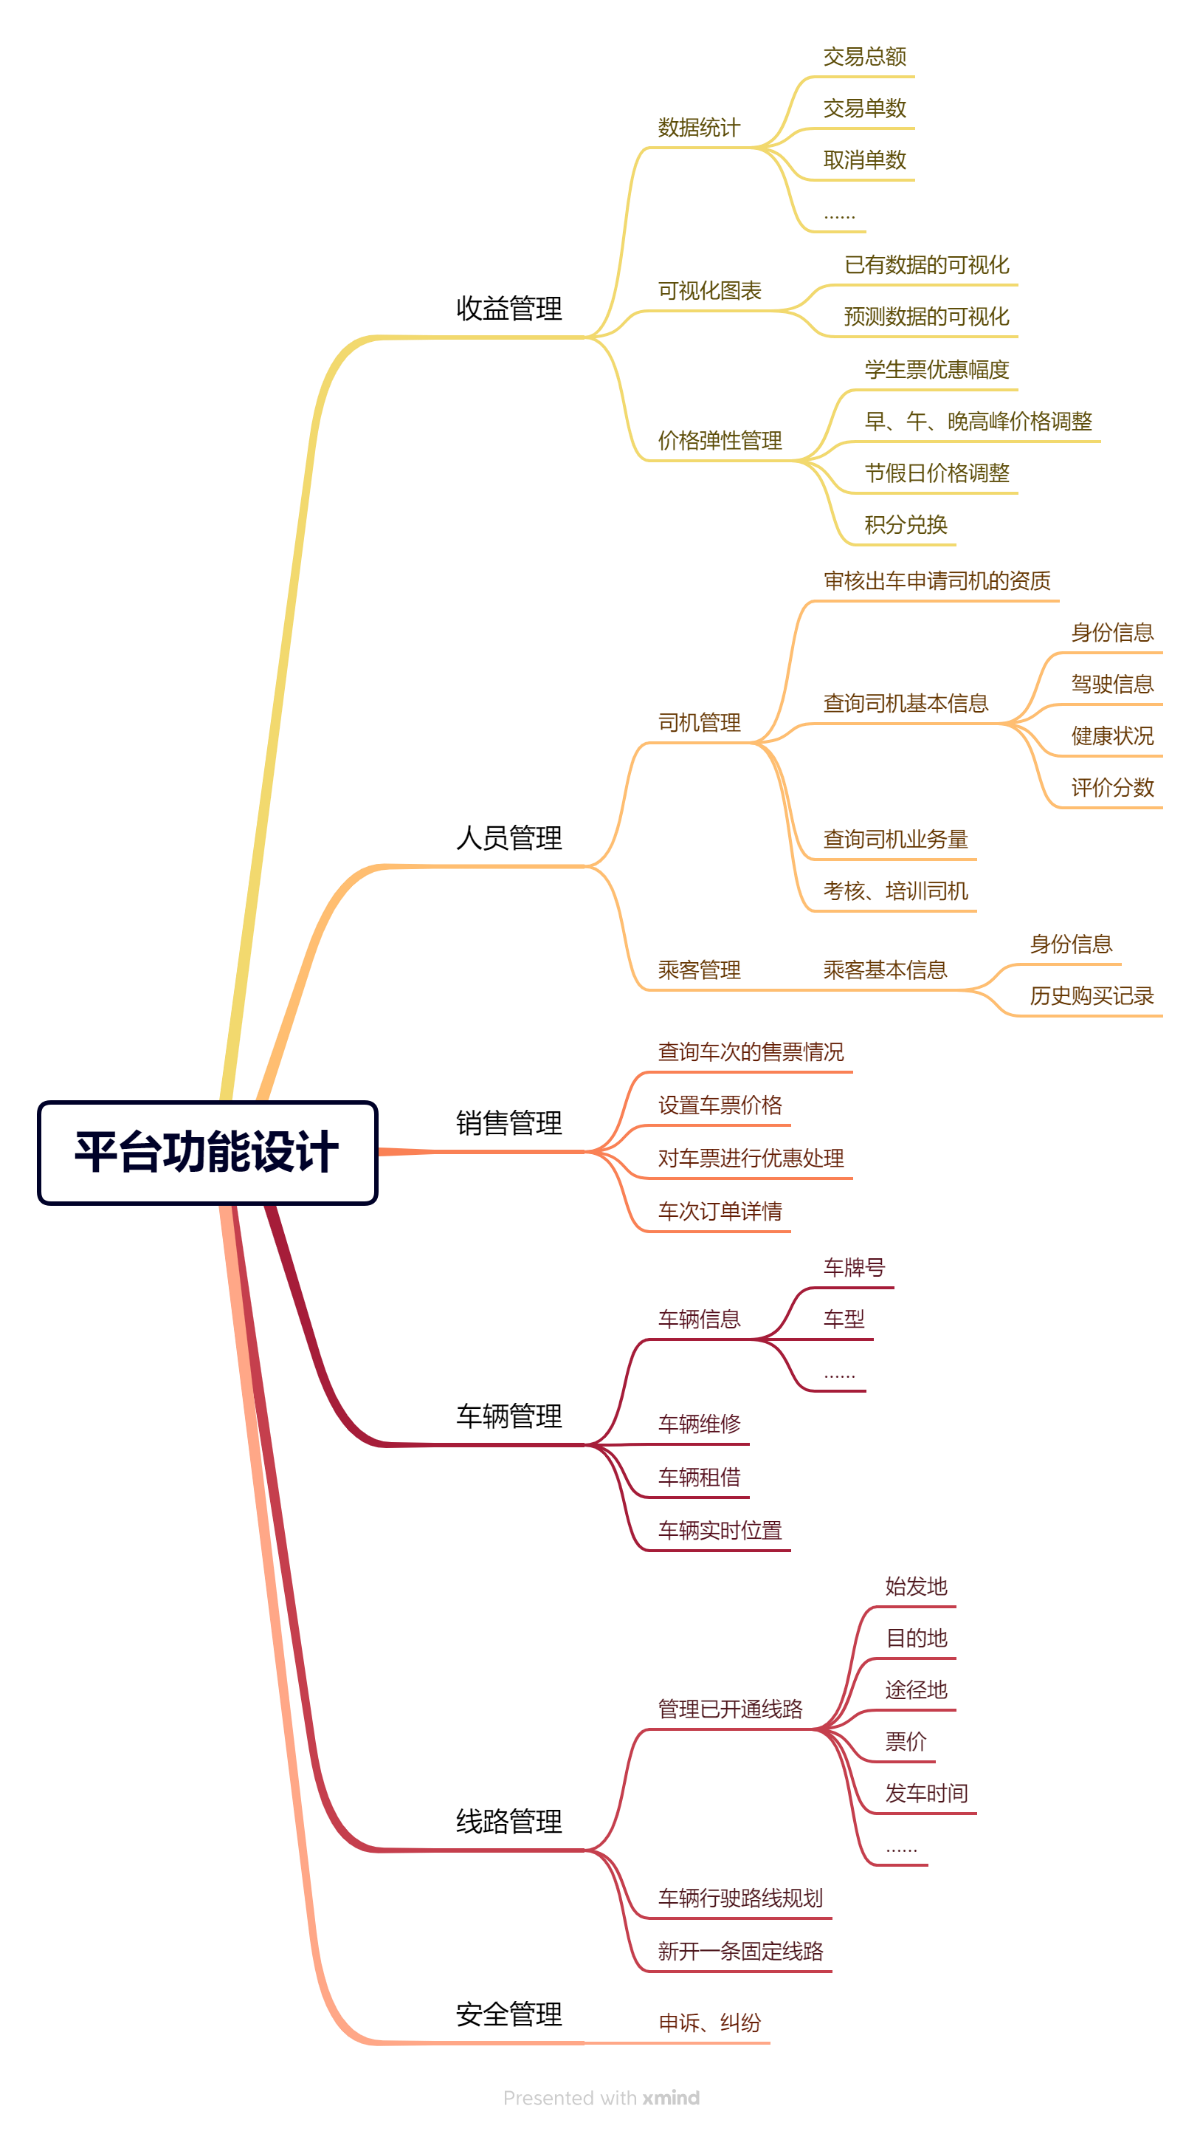 平台功能设计
收益管理
数据统计
交易总额
交易单数
取消单数
......
可视化图表
已有数据的可视化
预测数据的可视化
价格弹性管理
学生票优惠幅度
早、午、晚高峰价格调整
节假日价格调整
积分兑换
人员管理
司机管理
审核出车申请司机的资质
查询司机基本信息
身份信息
驾驶信息
健康状况
评价分数
查询司机业务量
考核、培训司机
乘客管理
乘客基本信息
身份信息
历史购买记录
销售管理
查询车次的售票情况
设置车票价格
对车票进行优惠处理
车次订单详情
车辆管理
车辆信息
车牌号
车型
......
车辆维修
车辆租借
车辆实时位置
线路管理
管理已开通线路
始发地
目的地
途径地
票价
发车时间
......
车辆行驶路线规划
新开一条固定线路
安全管理
申诉、纠纷
Presented with xmind